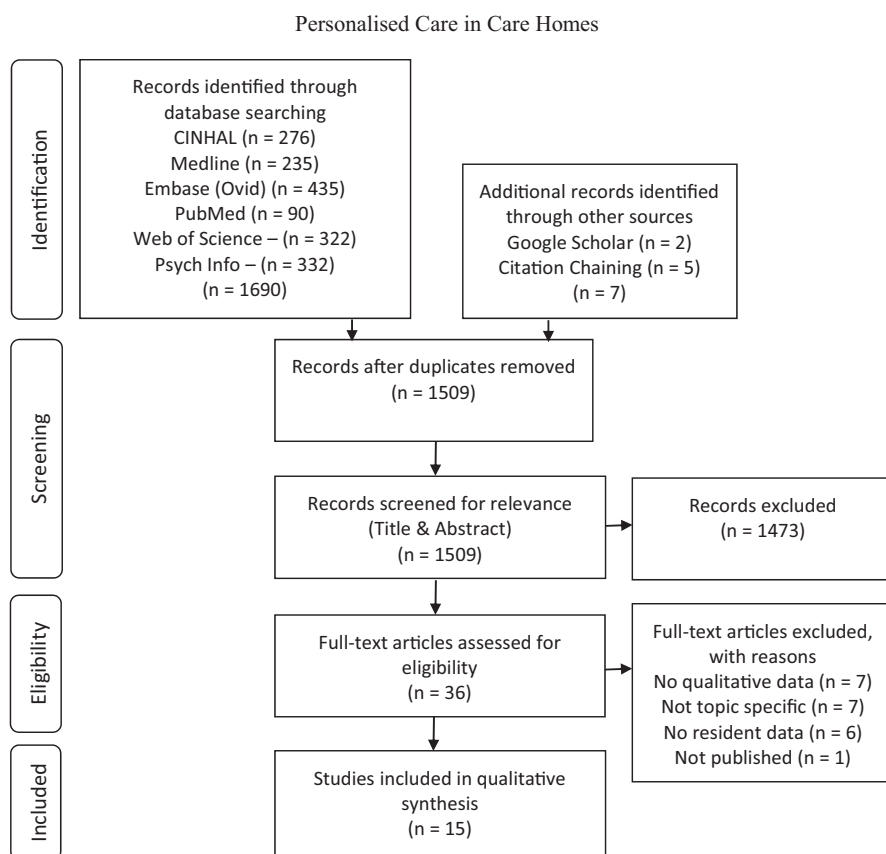 Personalised Care in Care Homes
Identification
Records identified through
database searching
CINHAL (n = 276)
Medline (n = 235)
Embase (Ovid) (n = 435)
PubMed (n = 90)
Web of Science – (n = 322)
Psych Info – (n = 332)
(n = 1690)
Additional records identified
through other sources
Google Scholar (n = 2)
Citation Chaining (n = 5)
(n = 7)
Screening
Records after duplicates removed
(n = 1509)
Records screened for relevance
(Title & Abstract)
(n = 1509)
Records excluded
(n = 1473)
Eligibility
Full-text articles assessed for
eligibility
(n = 36)
Full-text articles excluded,
with reasons
No qualitative data (n = 7)
Not topic specific (n = 7)
No resident data (n = 6)
Not published (n = 1)
Included
Studies included in qualitative
synthesis
(n = 15)